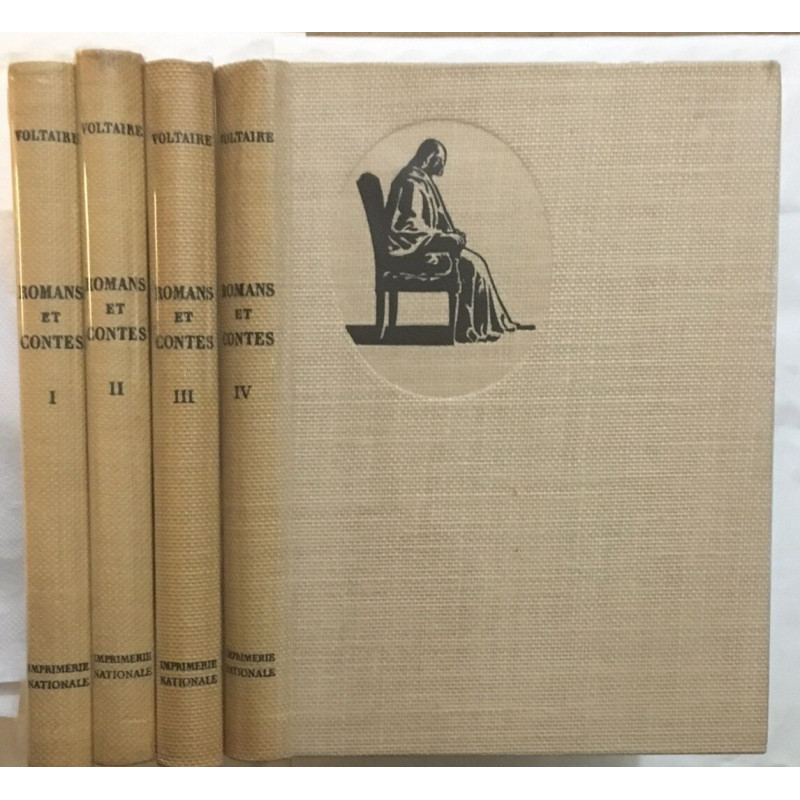 VOLTAIRE
ROMANS
ET
CONTES
I
IMPRIMERIE
NATIONALE
VOLTAIRE
ROMANS
ET
CONTES
II
IMPRIMERIE
NATIONALE
VOLTAIRE
ROMANS
ET
CONTES
III
IMPRIMERIE
NATIONALE
VOLTAIRE
ROMANS
ET
CONTES
IV
IMPRIMERIE
NATIONALE